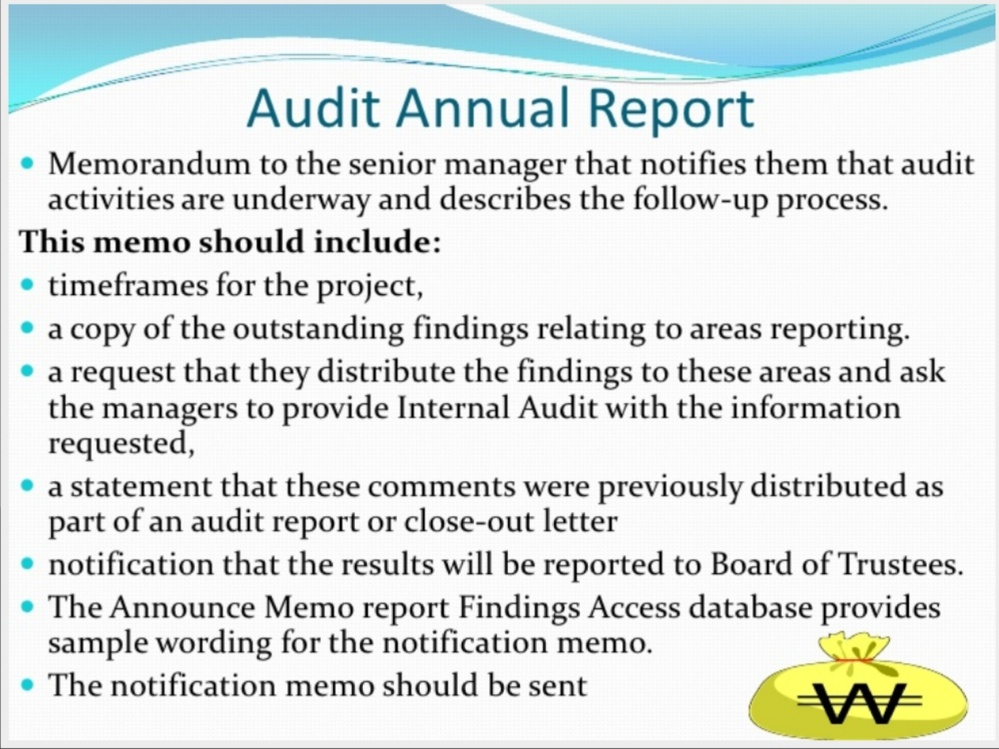 Audit Annual Report
• Memorandum to the senior manager that notifies them that audit
activities are underway and describes the follow-up process.
This memo should include:
• timeframes for the project,
• a copy of the outstanding findings relating to areas reporting.
• a request that they distribute the findings to these areas and ask
the managers to provide Internal Audit with the information
requested,
• a statement that these comments were previously distributed as
part of an audit report or close-out letter
• notification that the results will be reported to Board of Trustees.
• The Announce Memo report Findings Access database provides
sample wording for the notification memo.
• The notification memo should be sent
₩